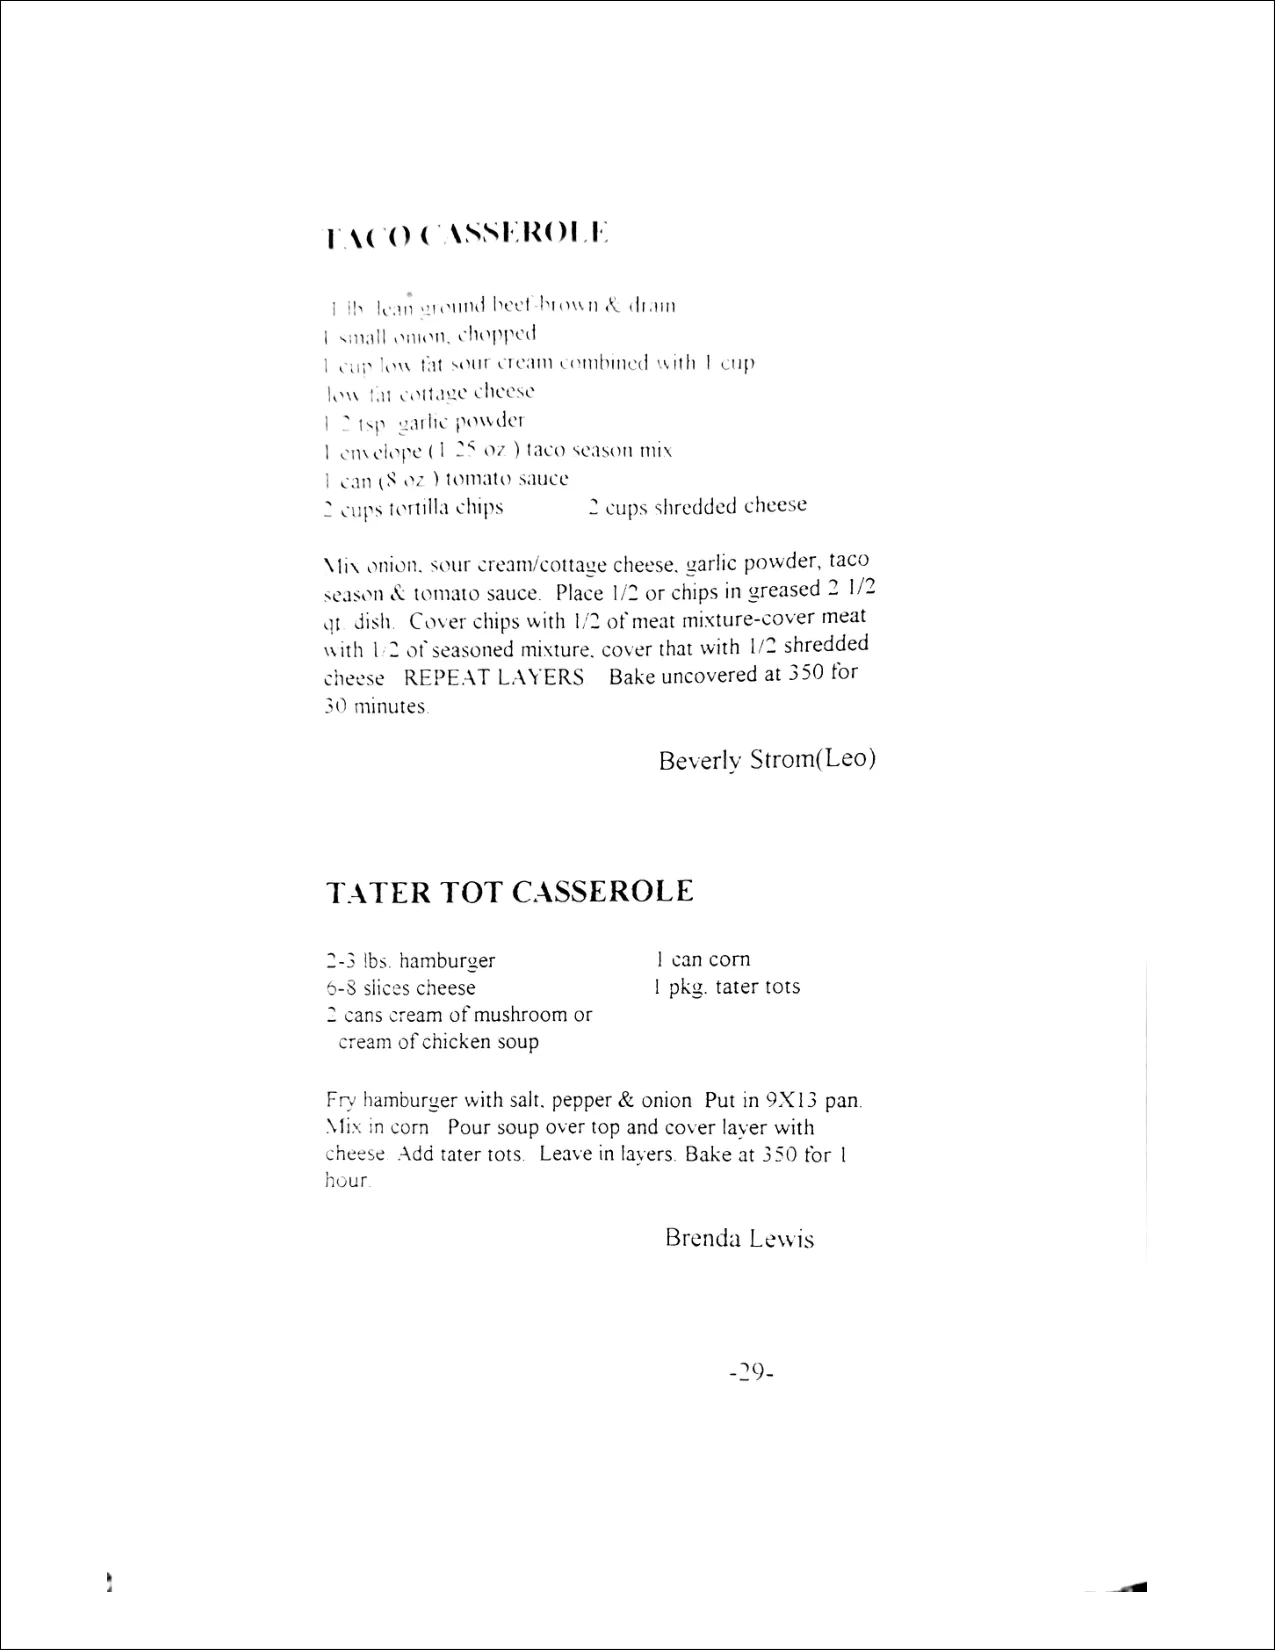 TACO CASSEROLE
1 lb. lean ground beef-brown & drain
1 small onion, chopped
1 cup low fat sour cream combined with 1 cup
low fat cottage cheese
1/2 tsp. garlic powder
1 envelope (1.25 oz.) taco season mix
1 can (8 oz.) tomato sauce
2 cups tortilla chips 2 cups shredded cheese
Mix onion, sour cream/cottage cheese, garlic powder, taco
season & tomato sauce. Place 1/2 or chips in greased 2 1/2
qt. dish. Cover chips with 1/2 of meat mixture-cover meat
with 1/2 of seasoned mixture, cover that with 1/2 shredded
cheese REPEAT LAYERS Bake uncovered at 350 for
30 minutes.
Beverly Strom(Leo)
TATER TOT CASSEROLE
2-3 lbs. hamburger 1 can corn
6-8 slices cheese 1 pkg. tater tots
2 cans cream of mushroom or
cream of chicken soup
Fry hamburger with salt, pepper & onion Put in 9X13 pan.
Mix in corn Pour soup over top and cover layer with
cheese. Add tater tots. Leave in layers. Bake at 350 for 1
hour.
Brenda Lewis
-29-